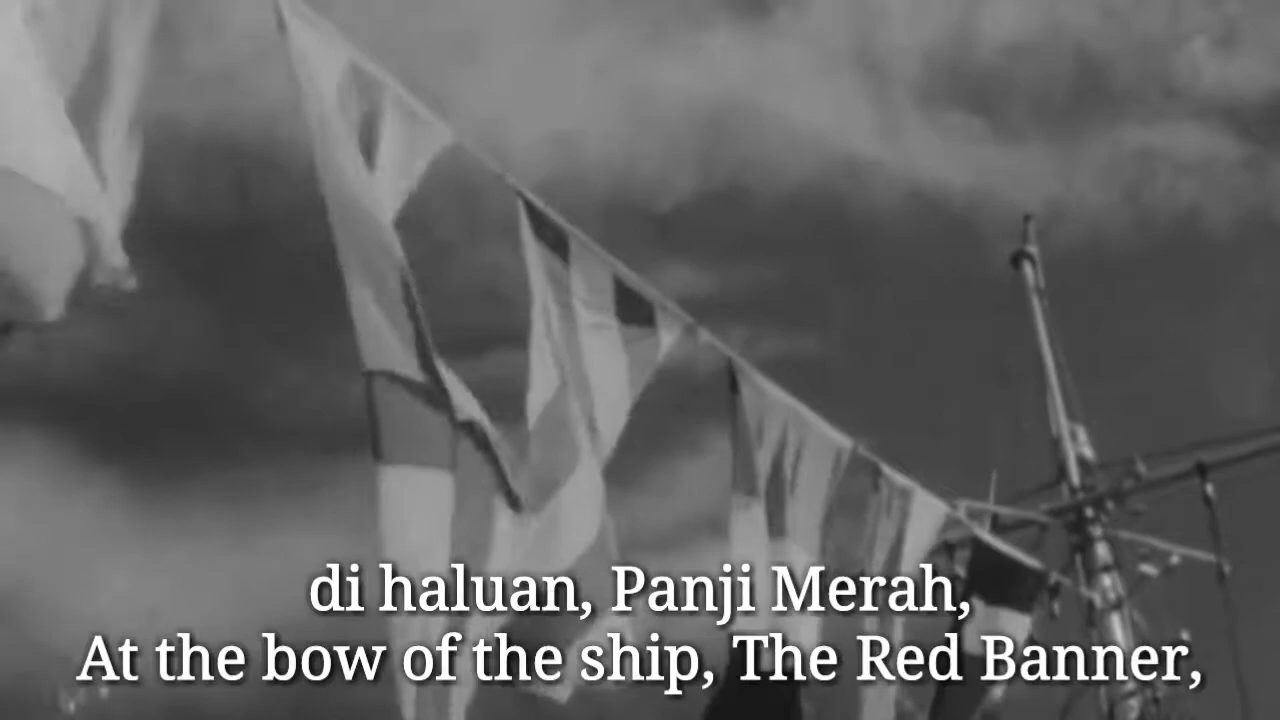 di haluan, Panji Merah,
At the bow of the ship, The Red Banner,